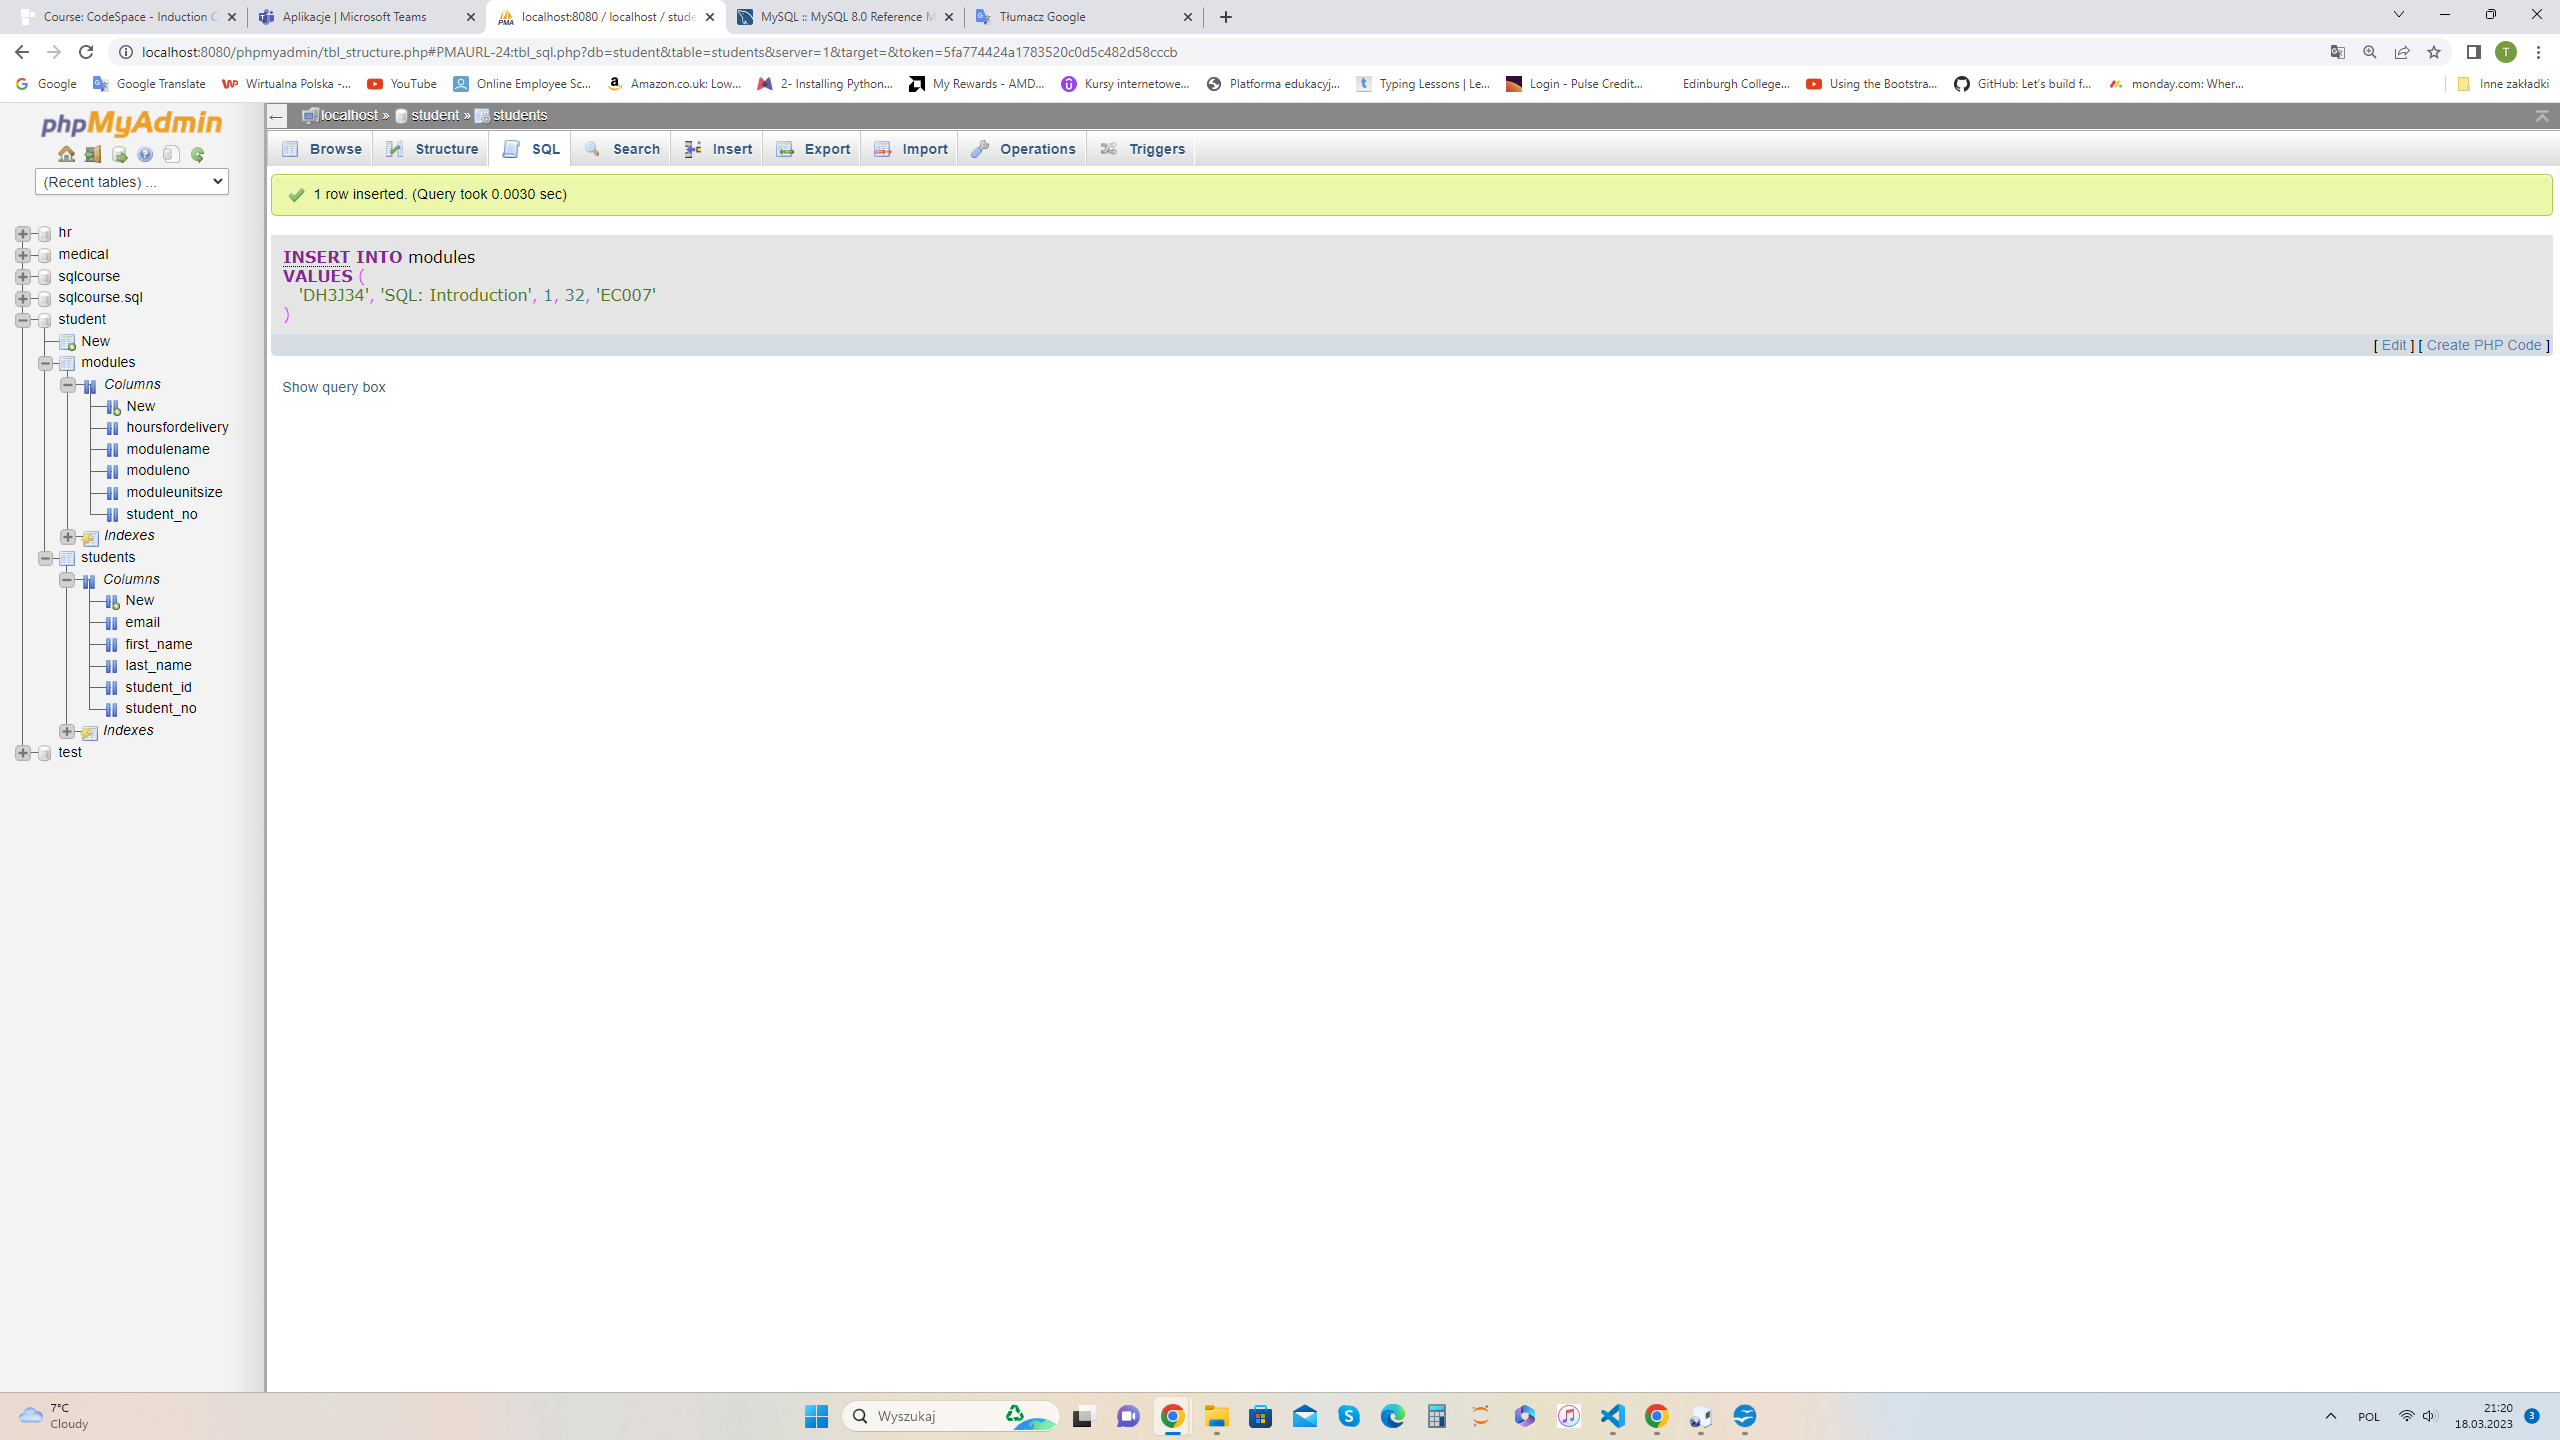 Course: CodeSpace - Induction C
Aplikacje | Microsoft Teams
localhost:8080 / localhost / stude
MySQL :: MySQL 8.0 Reference M
Tłumacz Google
localhost:8080/phpmyadmin/tbl_structure.php#PMAURL-24:tbl_sql.php?db=student&table=students&server=1&target=&token=5fa774424a1783520c0d5c482d58cccb
T
Google
Google Translate
Wirtualna Polska -...
YouTube
Online Employee Sc...
Amazon.co.uk: Low...
2- Installing Python...
My Rewards - AMD...
Kursy internetowe...
Platforma edukacyj...
Typing Lessons | Le...
Login - Pulse Credit...
Edinburgh College...
Using the Bootstra...
GitHub: Let's build f...
monday.com: Wher...
Inne zakładki
phpMyAdmin
(Recent tables) ...
hr
medical
sqlcourse
sqlcourse.sql
student
New
modules
Columns
New
hoursfordelivery
modulename
moduleno
moduleunitsize
student_no
Indexes
students
Columns
New
email
first_name
last_name
student_id
student_no
Indexes
test
localhost » student » students
Browse
Structure
SQL
Search
Insert
Export
Import
Operations
Triggers
1 row inserted. (Query took 0.0030 sec)
INSERT INTO modules
VALUES (
'DH3J34', 'SQL: Introduction', 1, 32, 'EC007'
)
[ Edit ] [ Create PHP Code ]
Show query box
7°C
Cloudy
Wyszukaj
POL
21:20
18.03.2023
3